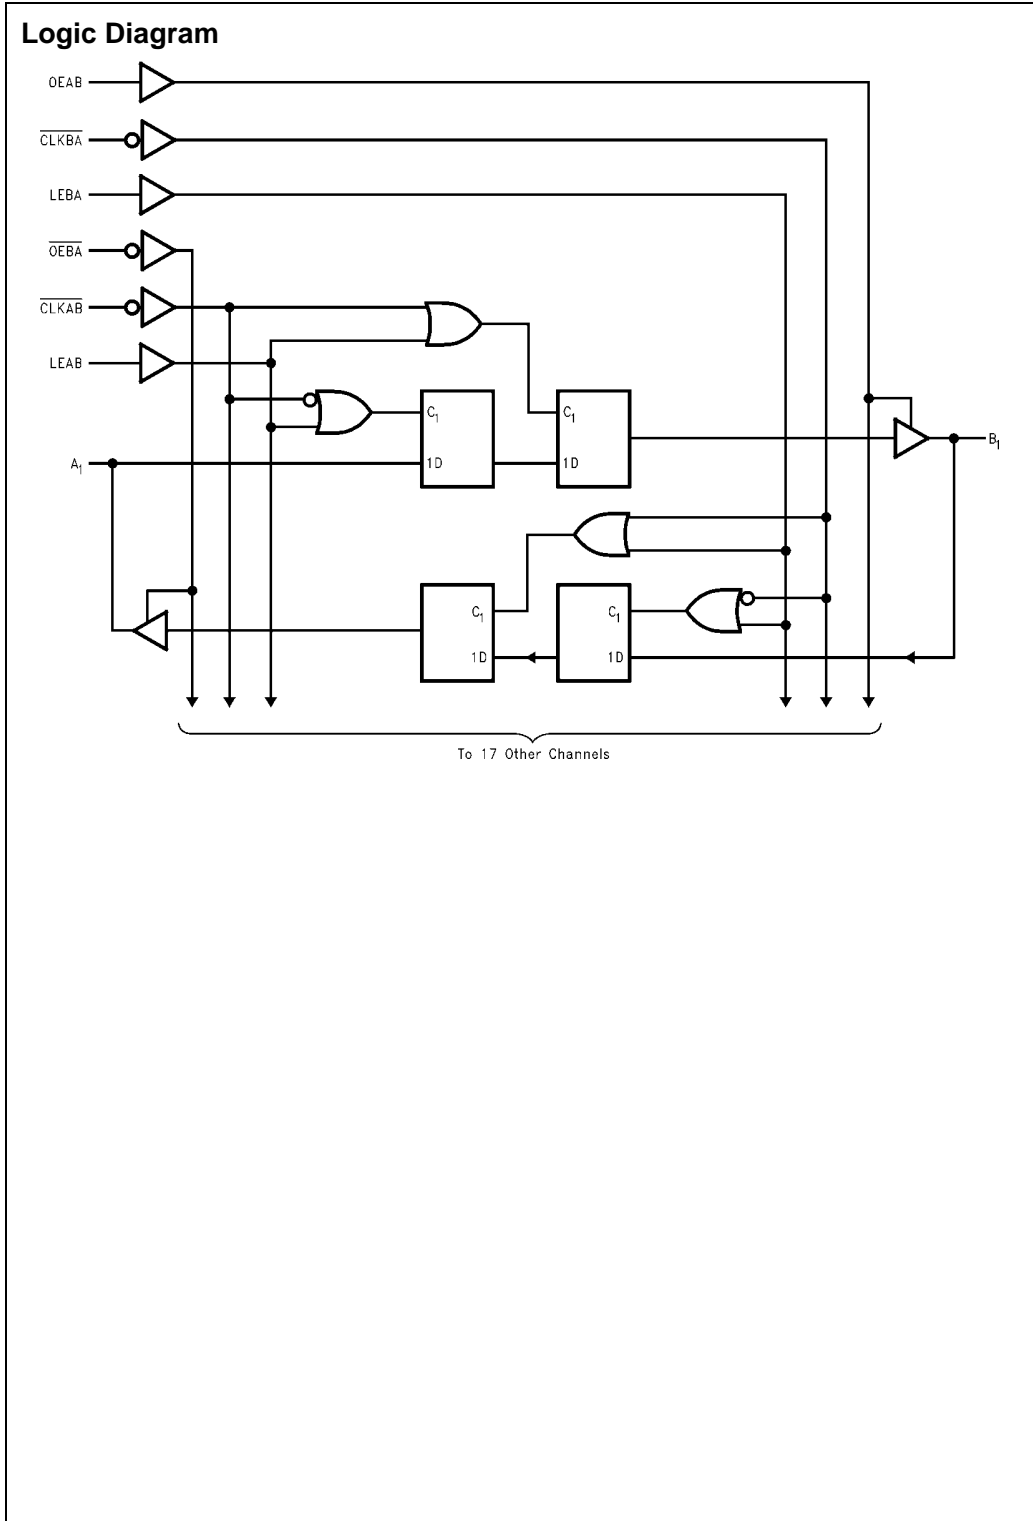 Logic Diagram
OEAB
CLKBA
LEBA
OEBA
CLKAB
LEAB
C1
C1
A1
1D
1D
B1
C1
C1
1D
1D
To 17 Other Channels